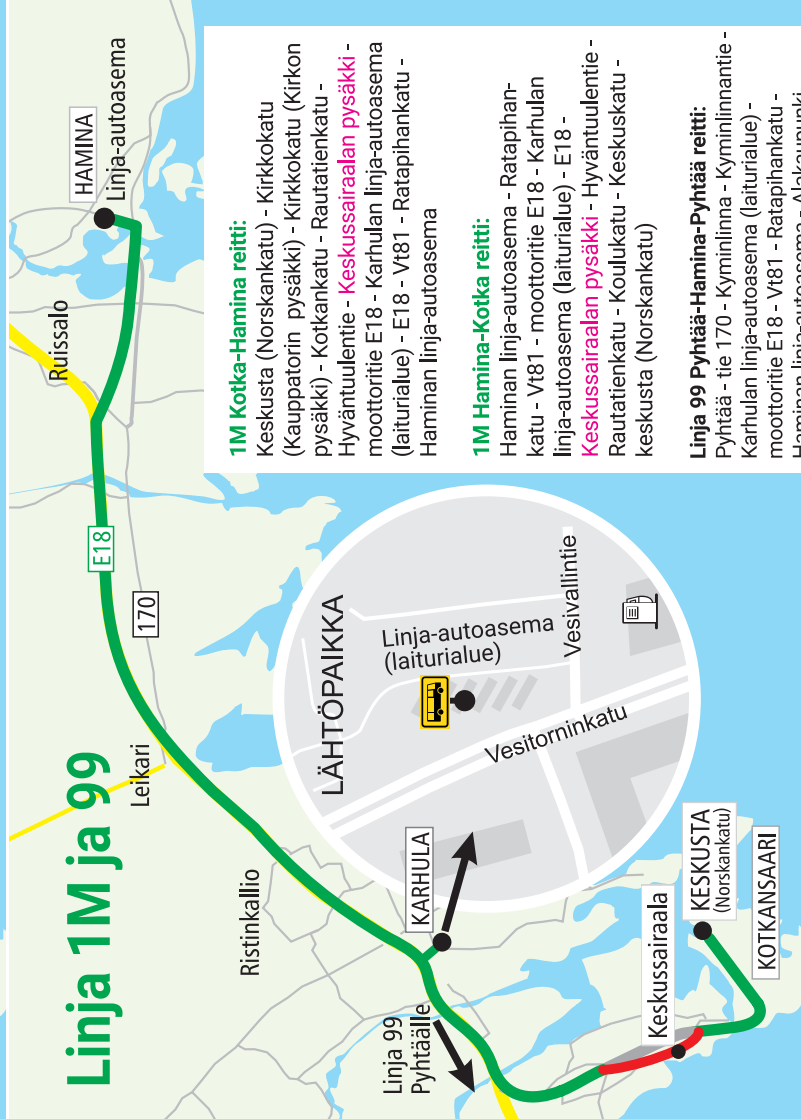 Linja 1M ja 99
HAMINA
Linja-autoasema
Ruissalo
E18
170
Leikari
Ristinkallio
KARHULA
Linja 99
Pyhtäälle
Keskussairaala
KESKUSTA
(Norskankatu)
KOTKANSAARI
LÄHTÖPAIKKA
Linja-autoasema
(laiturialue)
Vesivallintie
Vesitorninkatu
1M Kotka-Hamina reitti:
Keskusta (Norskankatu) - Kirkkokatu
(Kauppatorin pysäkki) - Kirkkokatu (Kirkon
pysäkki) - Kotkankatu - Rautatienkatu -
Hyväntuulentie - Keskussairaalan pysäkki -
moottoritie E18 - Karhulan linja-autoasema
(laiturialue) - E18 - Vt81 - Ratapihankatu -
Haminan linja-autoasema
1M Hamina-Kotka reitti:
Haminan linja-autoasema - Ratapihan-
katu - Vt81 - moottoritie E18 - Karhulan
linja-autoasema (laiturialue) - E18 -
Keskussairaalan pysäkki - Hyväntuulentie -
Rautatienkatu - Koulukatu - Keskuskatu -
keskusta (Norskankatu)
Linja 99 Pyhtää-Hamina-Pyhtää reitti:
Pyhtää - tie 170 - Kyminlinna - Kyminlinnantie -
Karhulan linja-autoasema (laiturialue) -
moottoritie E18 - Vt81 - Ratapihankatu -
Haminan linja-autoasema - Alakaupunki